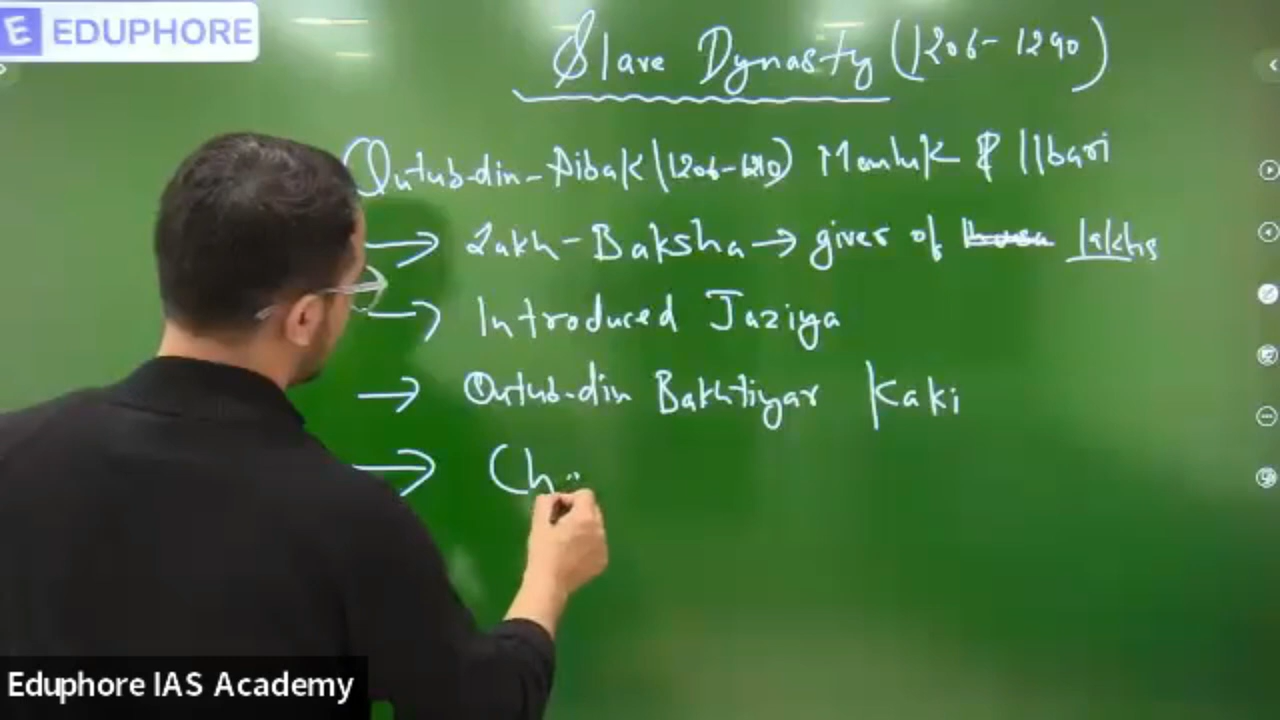 EDUPHORE
Slave Dynasty (1206-1290)
Qutub-din-Aibak (1206-1210) Mamluk & Ilbari
→ Lakh-Baksha → giver of lakhs
→ Introduced Jaziya
→ Qutub-din Bakhtiyar Kaki
→ Ch
Eduphore IAS Academy